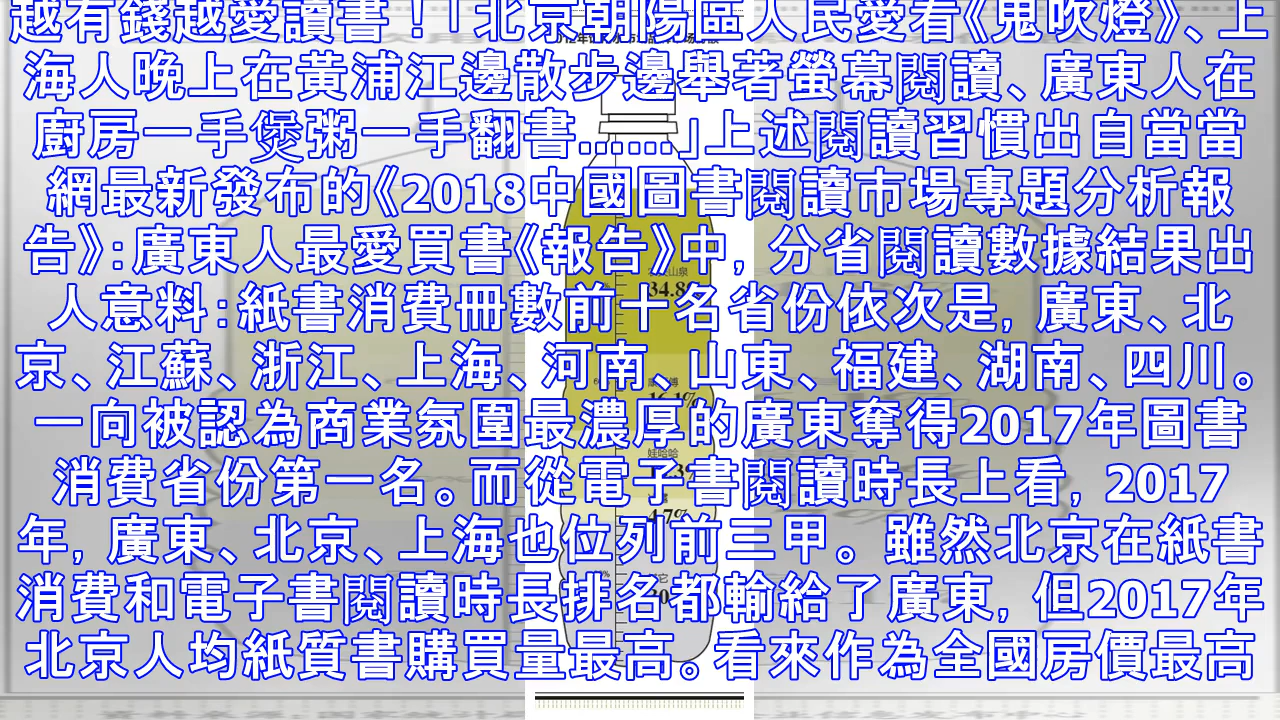 越有錢越愛讀書！「北京朝陽區人民愛看《鬼吹燈》、上
海人晚上在黃浦江邊散步邊舉著螢幕閱讀、廣東人在
廚房一手煲粥一手翻書……」上述閱讀習慣出自當當
網最新發布的《2018中國圖書閱讀市場專題分析報
告》：廣東人最愛買書《報告》中, 分省閱讀數據結果出
人意料：紙書消費冊數前十名省份依次是, 廣東、北
京、江蘇、浙江、上海、河南、山東、福建、湖南、四川。
一向被認為商業氛圍最濃厚的廣東奪得2017年圖書
消費省份第一名。而從電子書閱讀時長上看, 2017
年, 廣東、北京、上海也位列前三甲。雖然北京在紙書
消費和電子書閱讀時長排名都輸給了廣東, 但2017年
北京人均紙質書購買量最高。看來作為全國房價最高
34.8
4.7%